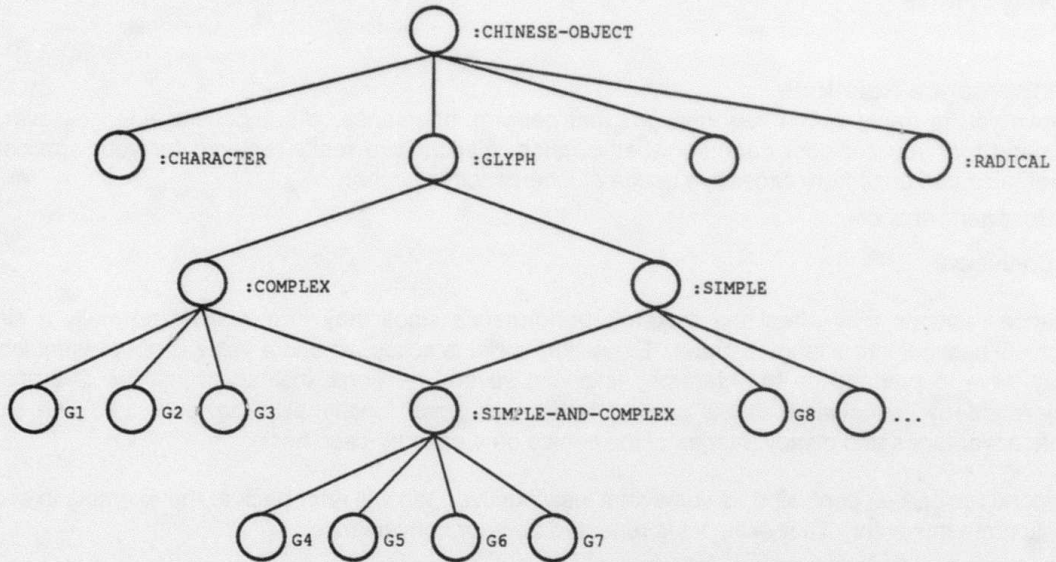 :CHINESE-OBJECT
:CHARACTER :GLYPH ... :RADICAL
:COMPLEX :SIMPLE
G1 G2 G3 :SIMPLE-AND-COMPLEX G8 ...
G4 G5 G6 G7